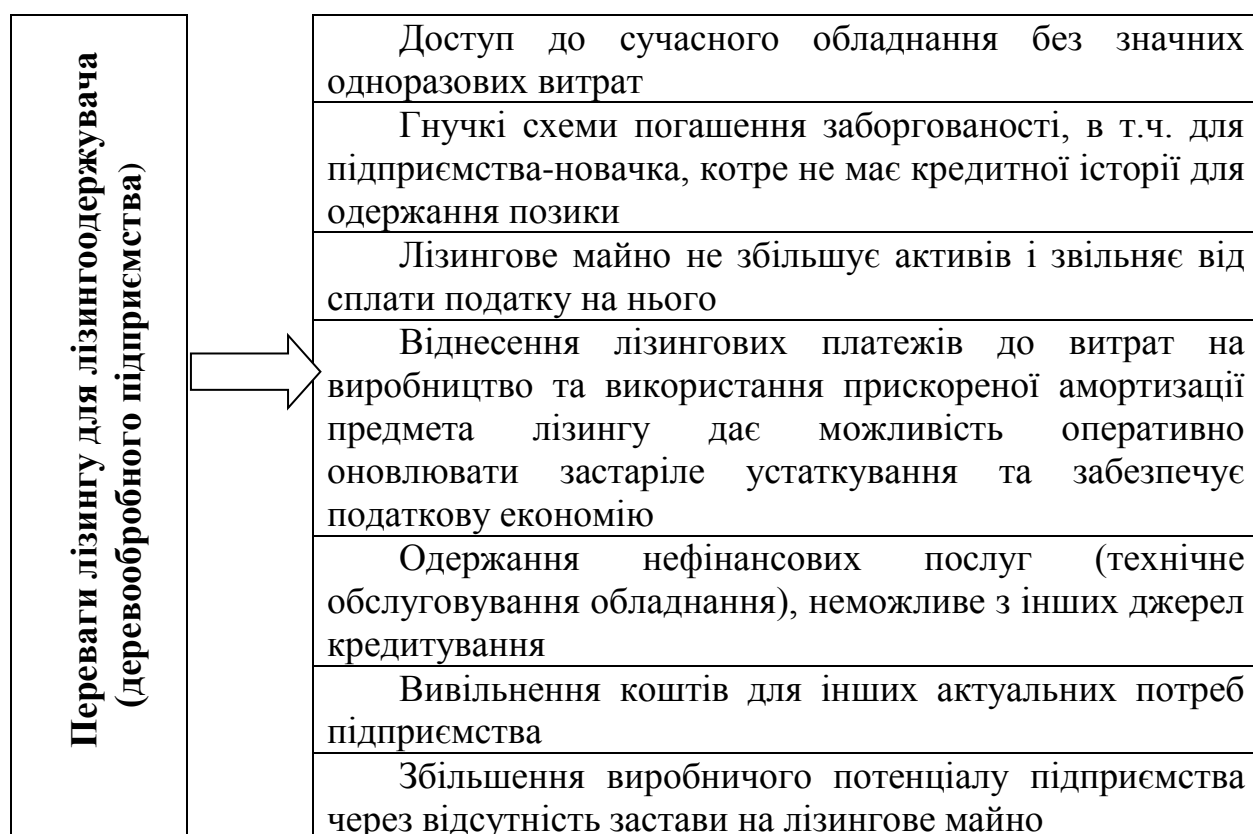 Переваги лізингу для лізингоодержувача
(деревообробного підприємства)
Доступ до сучасного обладнання без значних
одноразових витрат
Гнучкі схеми погашення заборгованості, в т.ч. для
підприємства-новачка, котре не має кредитної історії для
одержання позики
Лізингове майно не збільшує активів і звільняє від
сплати податку на нього
Віднесення лізингових платежів до витрат на
виробництво та використання прискореної амортизації
предмета лізингу дає можливість оперативно
оновлювати застаріле устаткування та забезпечує
податкову економію
Одержання нефінансових послуг (технічне
обслуговування обладнання), неможливе з інших джерел
кредитування
Вивільнення коштів для інших актуальних потреб
підприємства
Збільшення виробничого потенціалу підприємства
через відсутність застави на лізингове майно